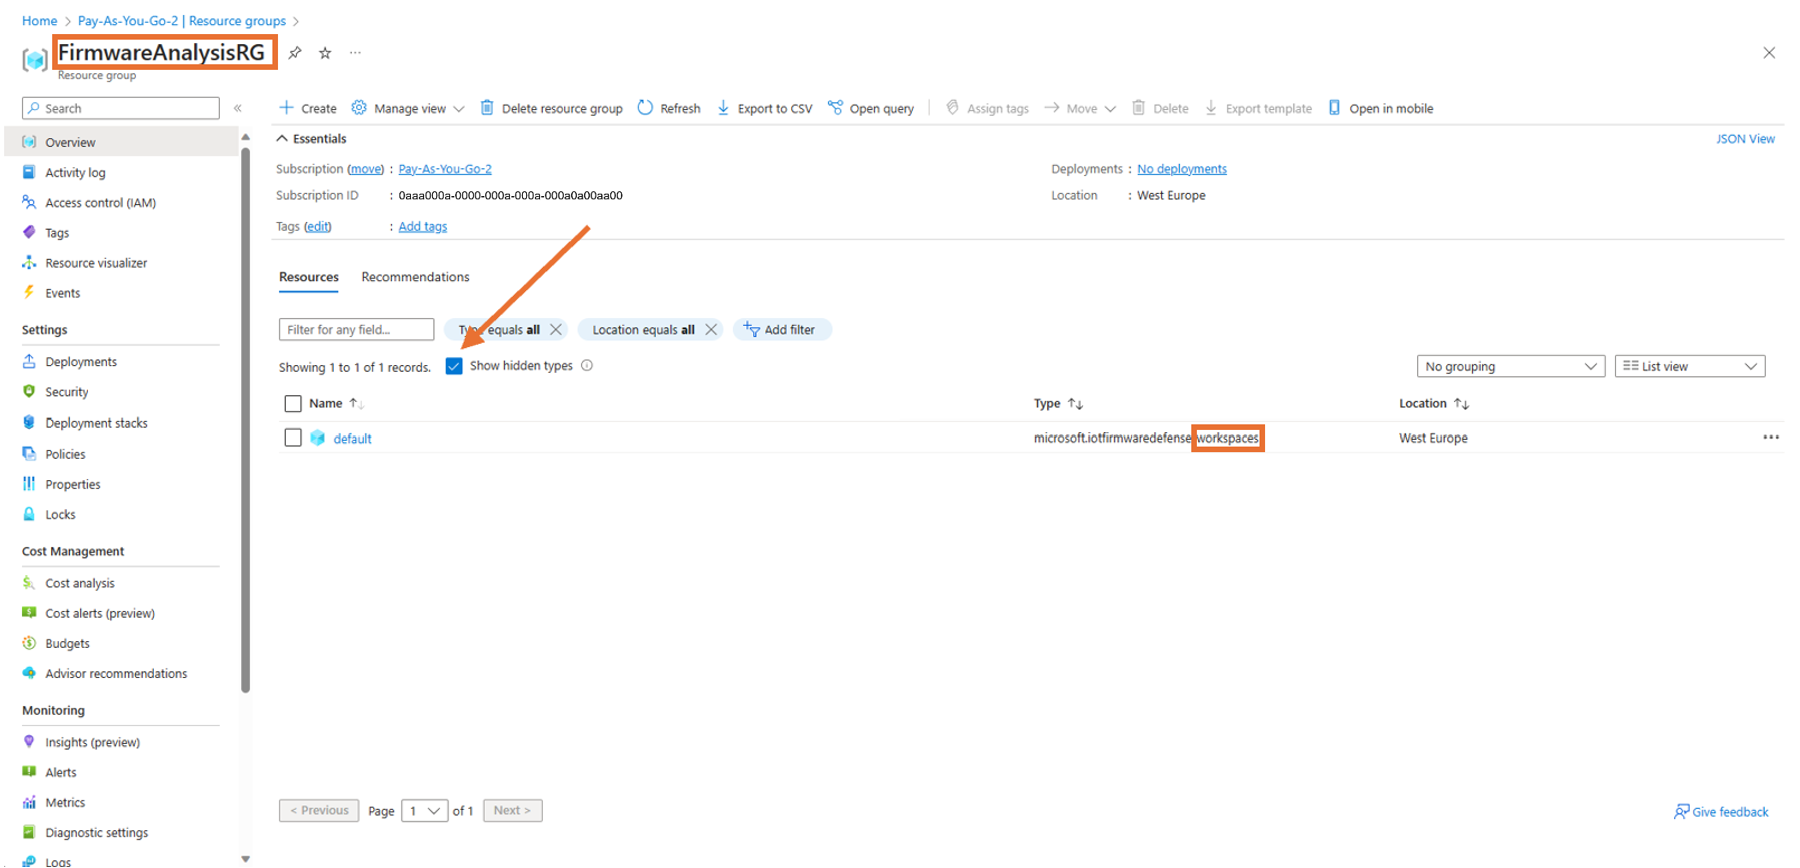 Home > Pay-As-You-Go-2 | Resource groups >
FirmwareAnalysisRG
Resource group
Search
Create Manage view Delete resource group Refresh Export to CSV Open query Assign tags Move Delete Export template Open in mobile
Overview
Activity log
Access control (IAM)
Tags
Resource visualizer
Events
Settings
Deployments
Security
Deployment stacks
Policies
Properties
Locks
Cost Management
Cost analysis
Cost alerts (preview)
Budgets
Advisor recommendations
Monitoring
Insights (preview)
Alerts
Metrics
Diagnostic settings
Logs
Essentials
JSON View
Subscription (move) : Pay-As-You-Go-2
Subscription ID : 0aaa000a-0000-000a-000a-000a0a00aa00
Tags (edit) : Add tags
Deployments : No deployments
Location : West Europe
Resources Recommendations
Filter for any field... Type equals all Location equals all Add filter
Showing 1 to 1 of 1 records. Show hidden types
No grouping List view
Name Type Location
default microsoft.iotfirmwaredefense/workspaces West Europe
< Previous Page 1 of 1 Next >
Give feedback